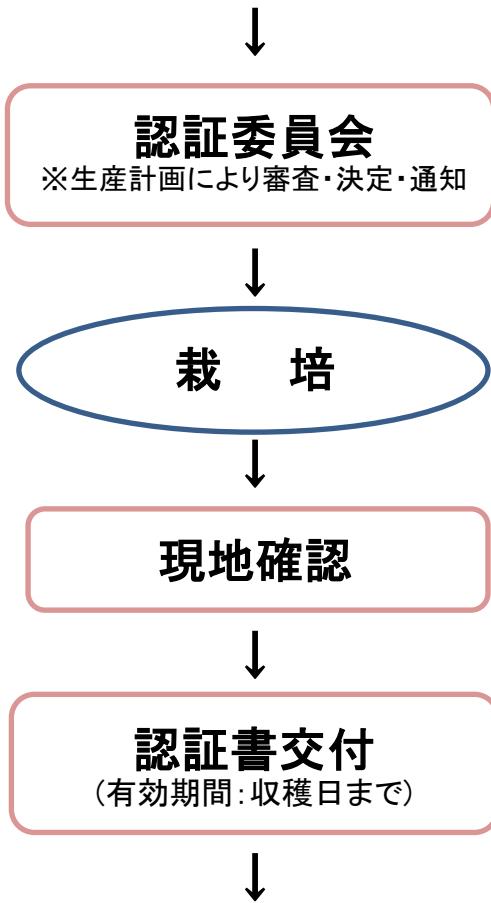 認証委員会
※生産計画により審査・決定・通知
栽　培
現地確認
認証書交付
(有効期間：収穫日まで)